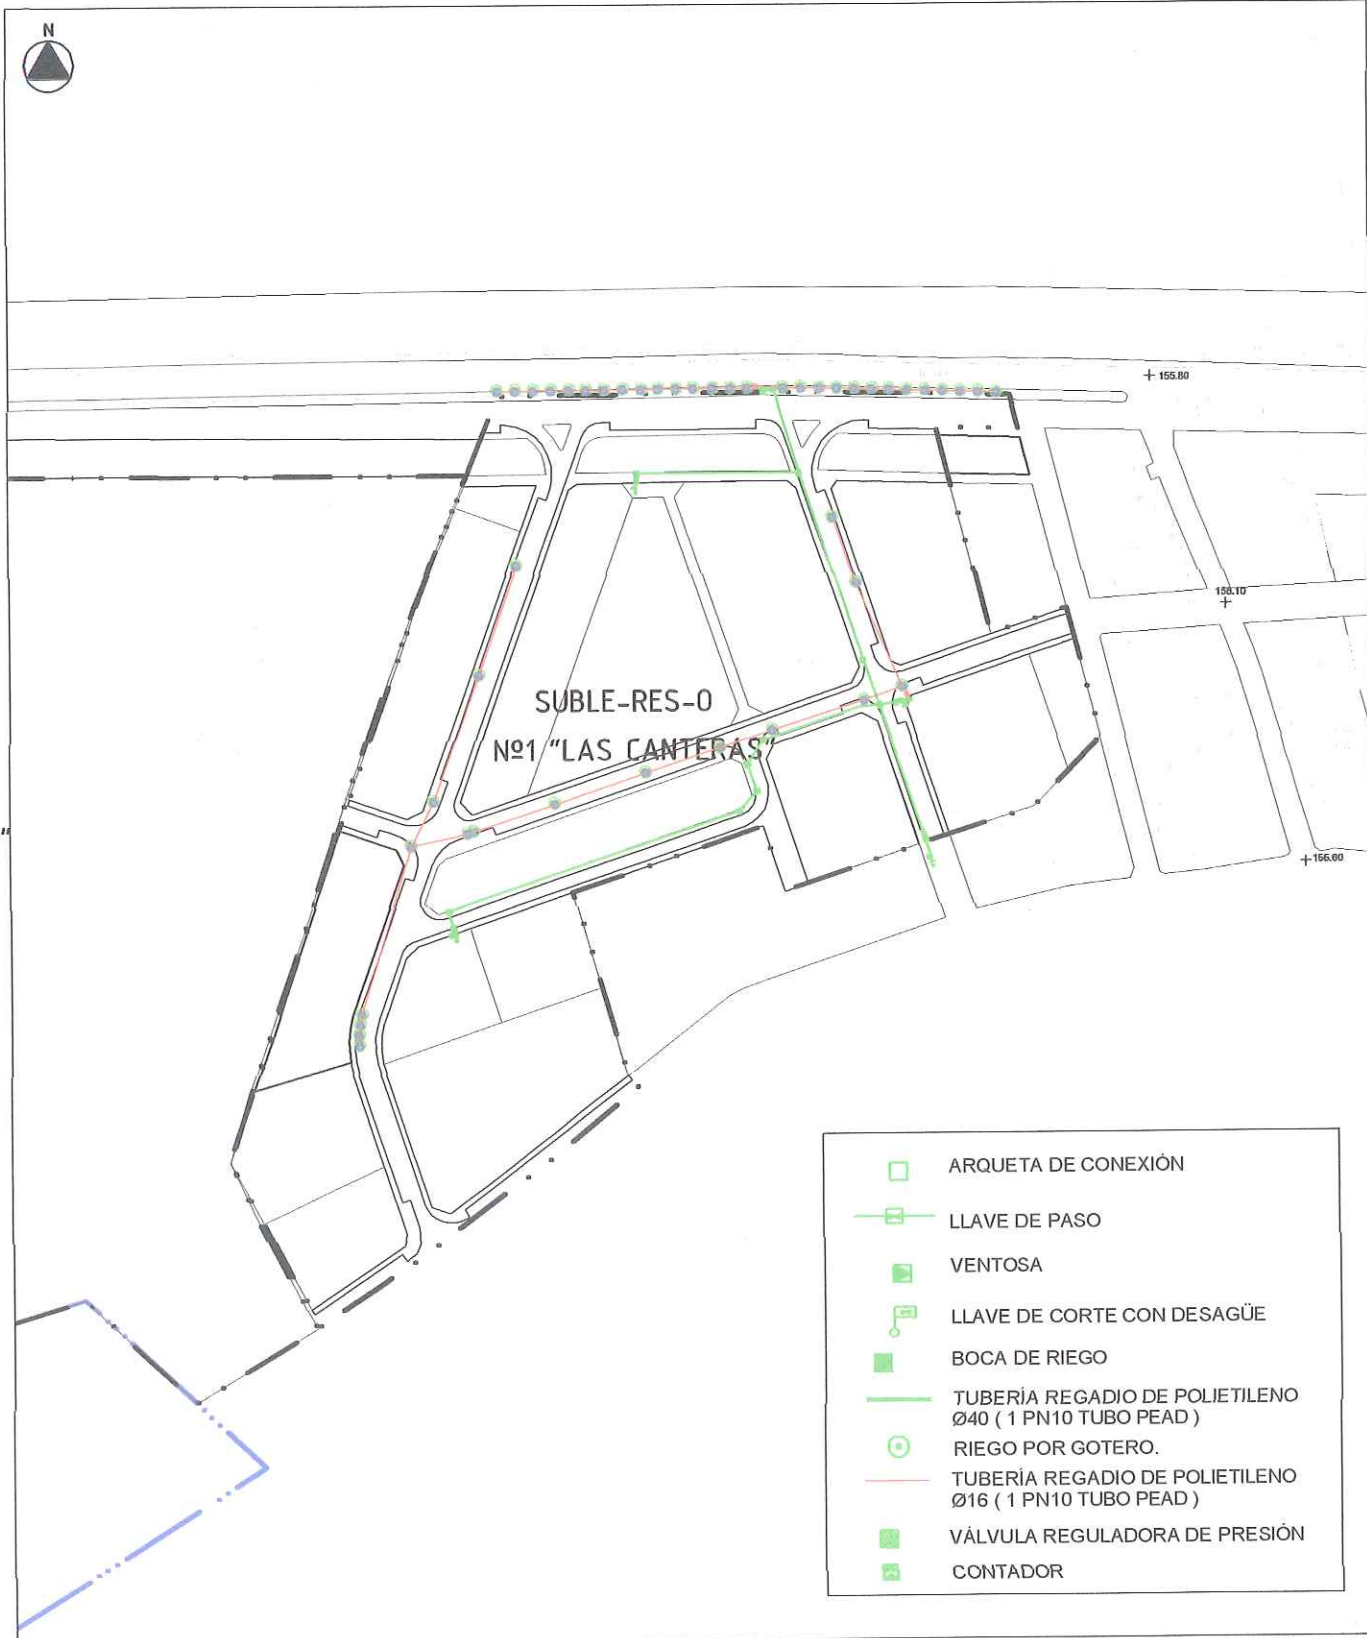 N
155.80
156.10
SUBLE-RES-O
Nº1 "LAS CANTERAS"
"
156.60
ARQUETA DE CONEXIÓN
LLAVE DE PASO
VENTOSA
LLAVE DE CORTE CON DESAGÜE
BOCA DE RIEGO
TUBERÍA REGADIO DE POLIETILENO
Ø40 ( 1 PN10 TUBO PEAD )
RIEGO POR GOTERO.
TUBERÍA REGADIO DE POLIETILENO
Ø16 ( 1 PN10 TUBO PEAD )
VÁLVULA REGULADORA DE PRESIÓN
CONTADOR